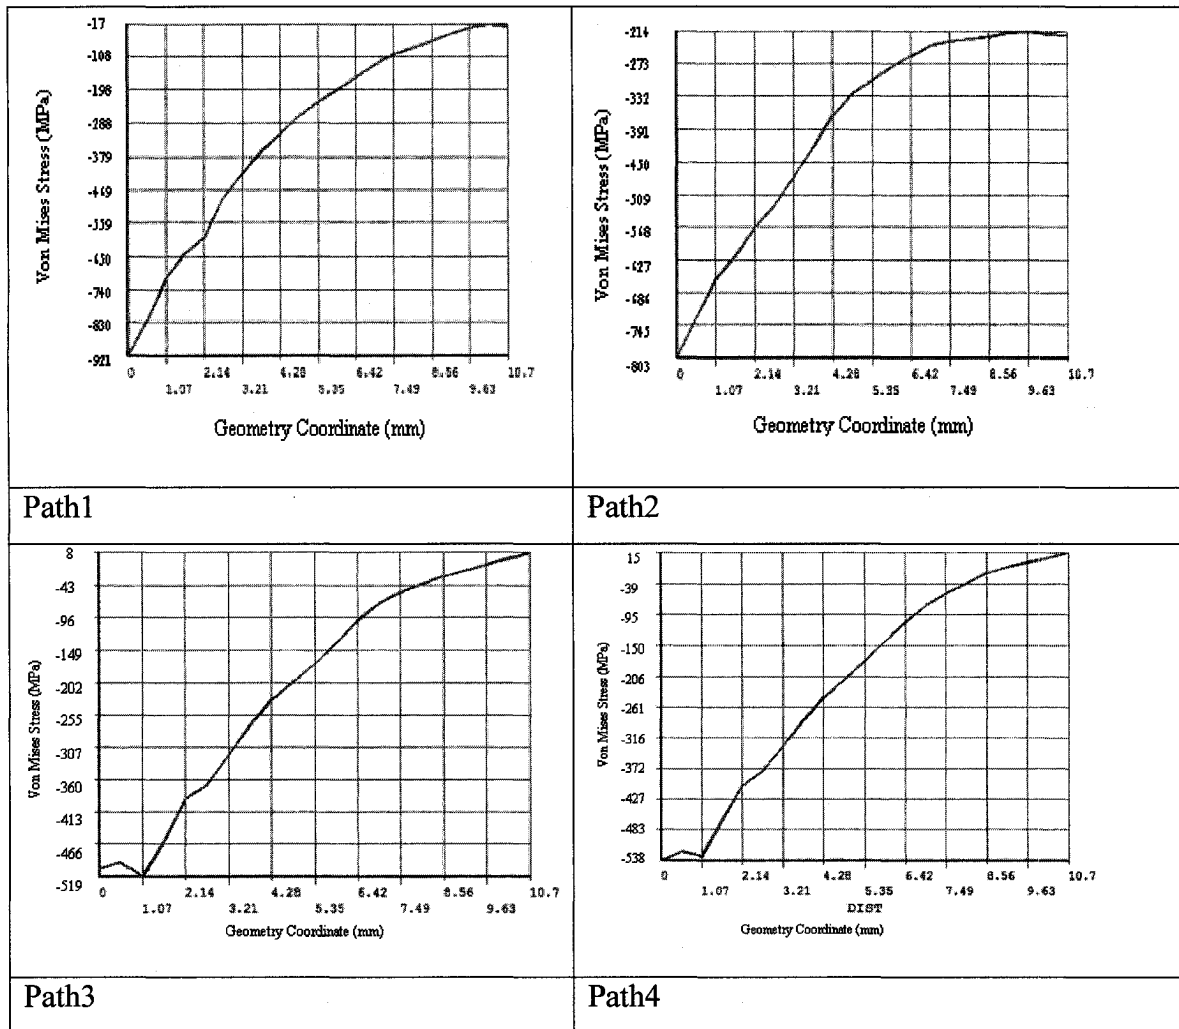 -17
-108
-198
-288
-379
-449
-539
-630
-740
-830
-921
Von Mises Stress (MPa)
0 2.14 4.28 6.42 8.56 10.7
1.07 3.21 5.35 7.49 9.63
Geometry Coordinate (mm)
Path1
-214
-273
-332
-391
-450
-509
-548
-627
-684
-745
-803
Von Mises Stress (MPa)
0 2.14 4.28 6.42 8.56 10.7
1.07 3.21 5.35 7.49 9.63
Geometry Coordinate (mm)
Path2
8
-43
-96
-149
-202
-255
-307
-360
-413
-466
-519
Von Mises Stress (MPa)
0 2.14 4.28 6.42 8.56 10.7
1.07 3.21 5.35 7.49 9.63
Geometry Coordinate (mm)
Path3
15
-39
-95
-150
-206
-261
-316
-372
-427
-483
-538
Von Mises Stress (MPa)
0 2.14 4.28 6.42 8.56 10.7
1.07 3.21 5.35 7.49 9.63
DIST
Geometry Coordinate (mm)
Path4